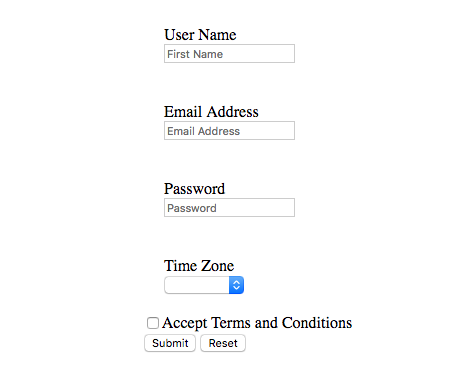 User Name
First Name
Email Address
Email Address
Password
Password
Time Zone
Accept Terms and Conditions
Submit Reset